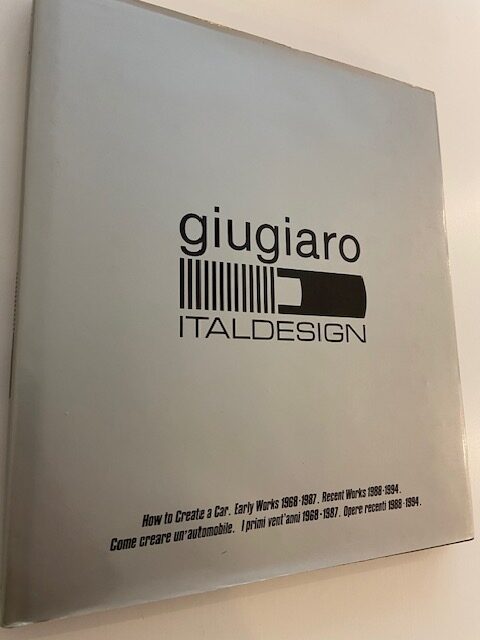 giugiaro
ITALDESIGN
How to Create a Car. Early Works 1968-1987. Recent Works 1988-1994.
Come creare un'automobile. I primi vent'anni 1968-1987. Opere recenti 1988-1994.